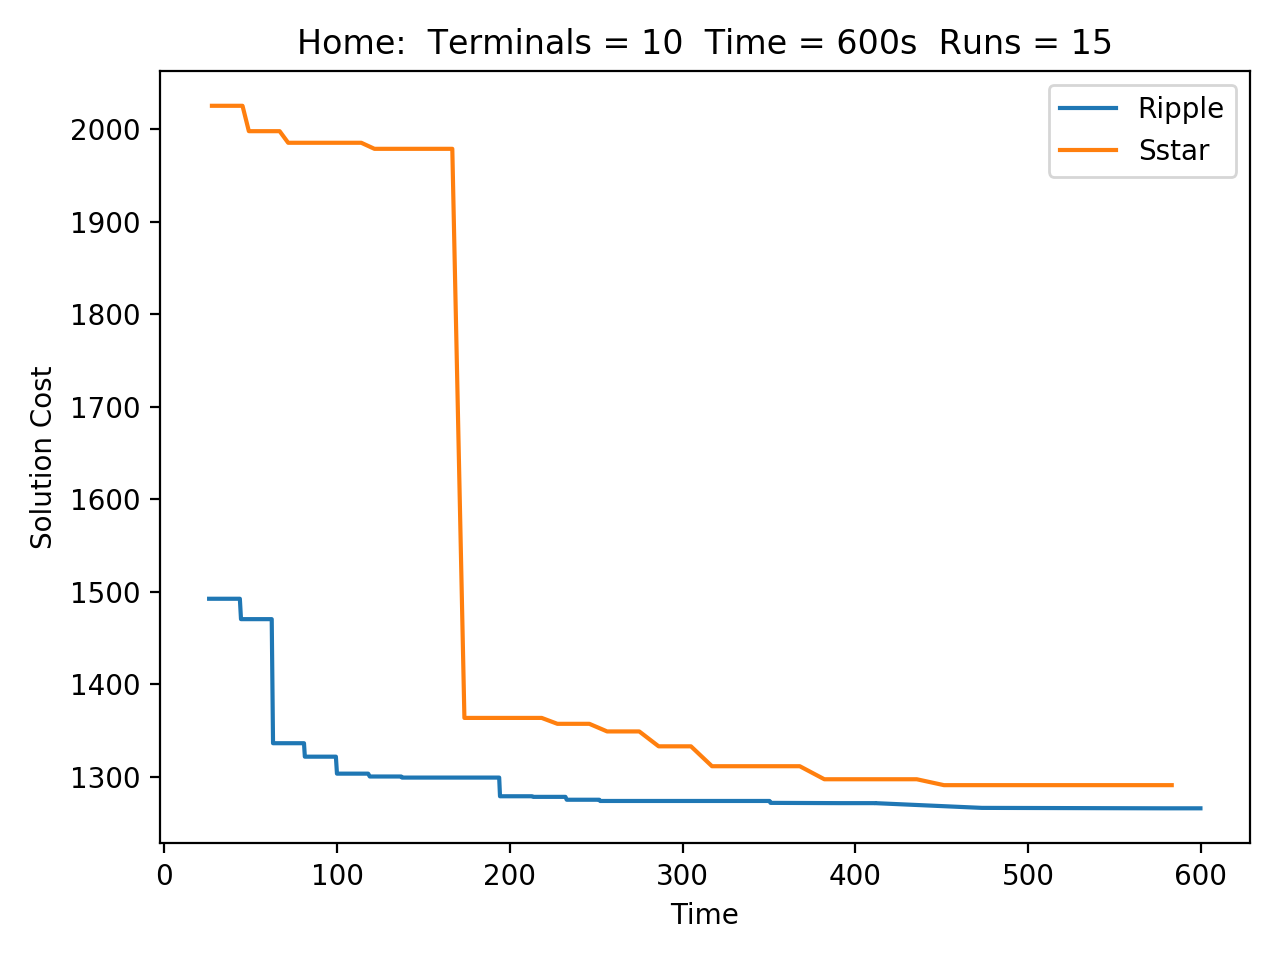 Home:  Terminals = 10  Time = 600s  Runs = 15
Ripple
Sstar
Solution Cost
2000
1900
1800
1700
1600
1500
1400
1300
0 100 200 300 400 500 600
Time